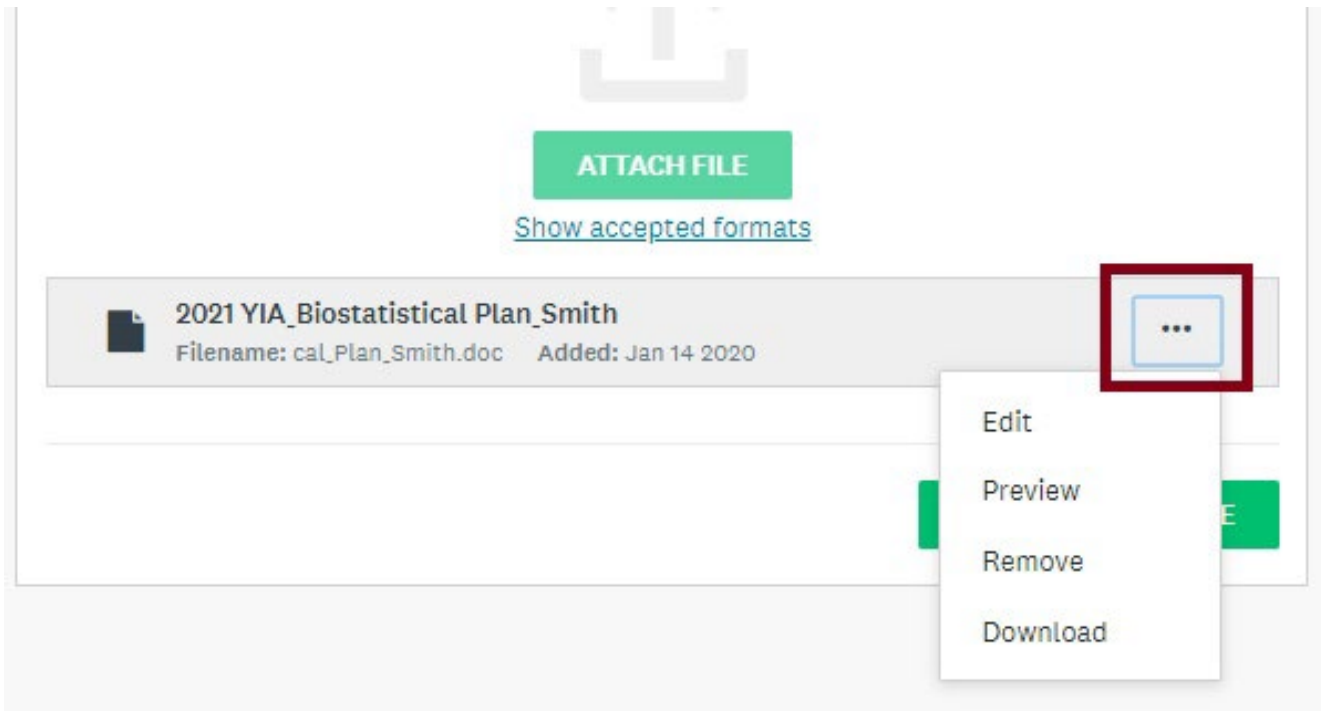 ATTACH FILE
Show accepted formats
2021 YIA_Biostatistical Plan_Smith
Filename: cal_Plan_Smith.doc Added: Jan 14 2020
•••
Edit
Preview
Remove
Download